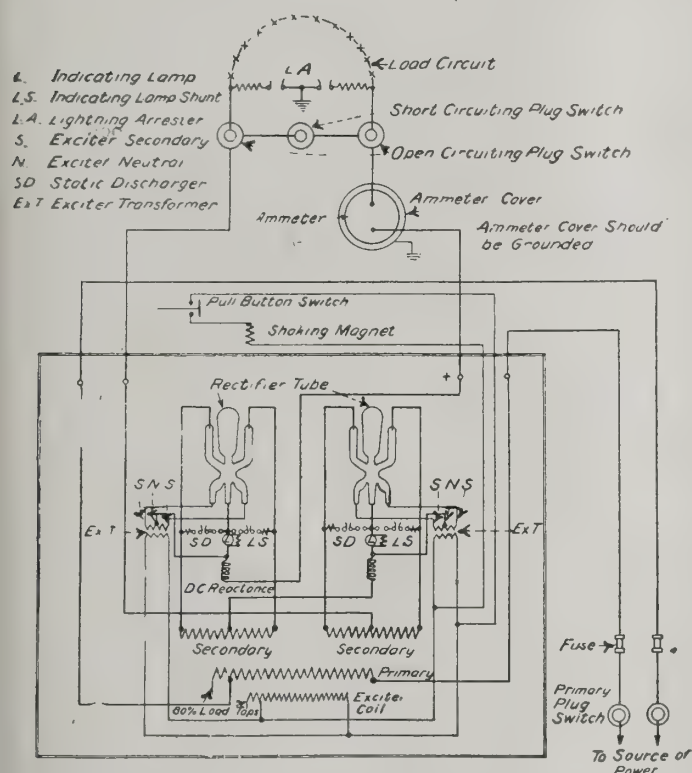 L A
Load Circuit
L. Indicating Lamp
L.S. Indicating Lamp Shunt
L.A. Lightning Arrester
S. Exciter Secondary
N. Exciter Neutral
SD Static Discharger
ExT Exciter Transformer
Short Circuiting Plug Switch
Open Circuiting Plug Switch
Ammeter Cover
Ammeter
Ammeter Cover Should
be Grounded
Pull Button Switch
Shaking Magnet
Rectifier Tube
+
S N S
S N S
Ex T
ExT
SD
L
LS
SD
L
LS
DC Reactance
Secondary
Secondary
Primary
80% Load Taps
Exciter
Coil
Fuse
Primary
Plug
Switch
To Source of
Power